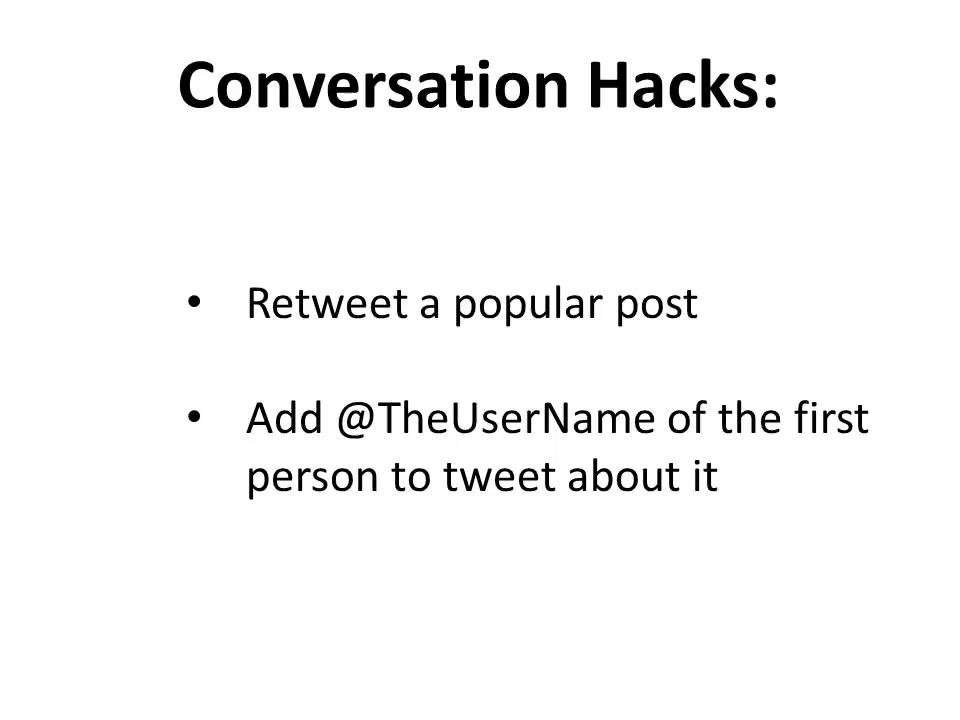 Conversation Hacks:
• Retweet a popular post
• Add @TheUserName of the first
person to tweet about it